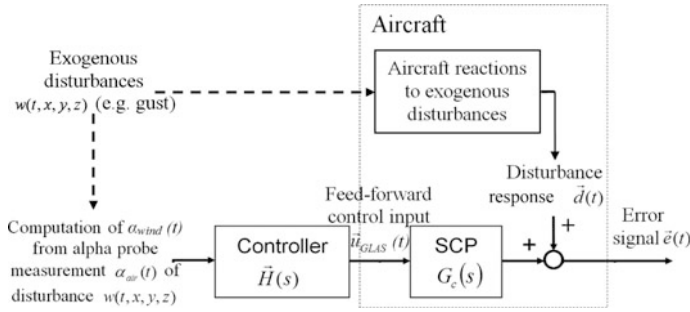 Aircraft
Exogenous
disturbances
w(t, x, y, z) (e.g. gust)
Aircraft reactions
to exogenous
disturbances
Disturbance
response d⃗(t)
Feed-forward
control input
u⃗_GLAS (t)
Computation of α_wind (t)
from alpha probe
measurement α_air (t) of
disturbance w(t, x, y, z)
Controller
H⃗(s)
SCP
G_c(s)
+
+
Error
signal e⃗(t)